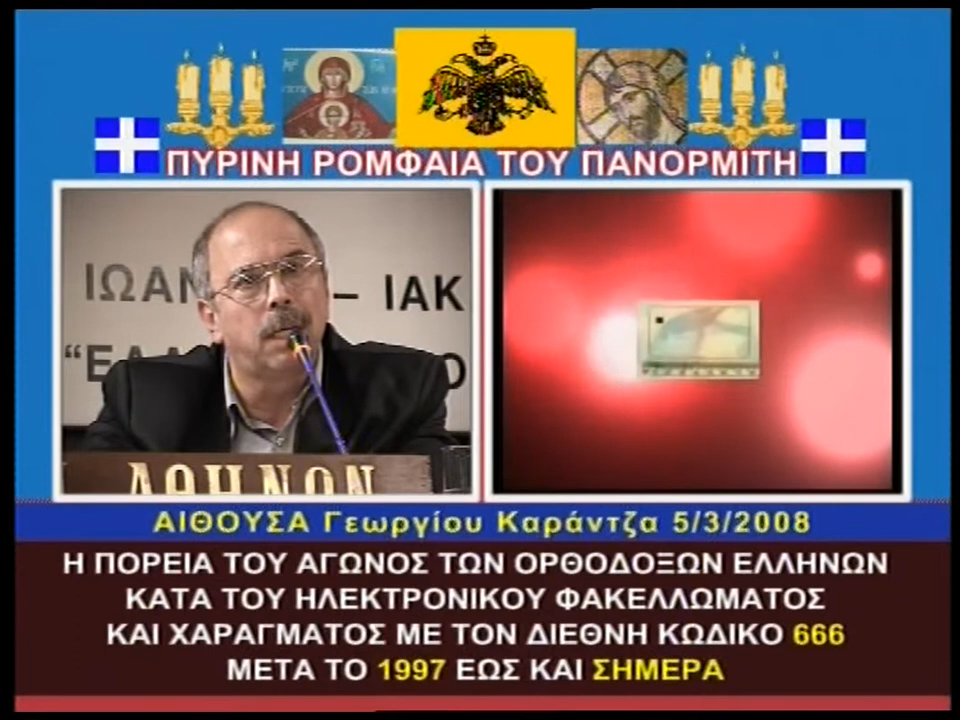 ΠΥΡΙΝΗ ΡΟΜΦΑΙΑ ΤΟΥ ΠΑΝΟΡΜΙΤΗ
ΙΩΑΝ – ΙΑΚ
ΑΘΗΝΩΝ
ΑΙΘΟΥΣΑ Γεωργίου Καράντζα 5/3/2008
Η ΠΟΡΕΙΑ ΤΟΥ ΑΓΩΝΟΣ ΤΩΝ ΟΡΘΟΔΟΞΩΝ ΕΛΛΗΝΩΝ
ΚΑΤΑ ΤΟΥ ΗΛΕΚΤΡΟΝΙΚΟΥ ΦΑΚΕΛΛΩΜΑΤΟΣ
ΚΑΙ ΧΑΡΑΓΜΑΤΟΣ ΜΕ ΤΟΝ ΔΙΕΘΝΗ ΚΩΔΙΚΟ 666
ΜΕΤΑ ΤΟ 1997 ΕΩΣ ΚΑΙ ΣΗΜΕΡΑ